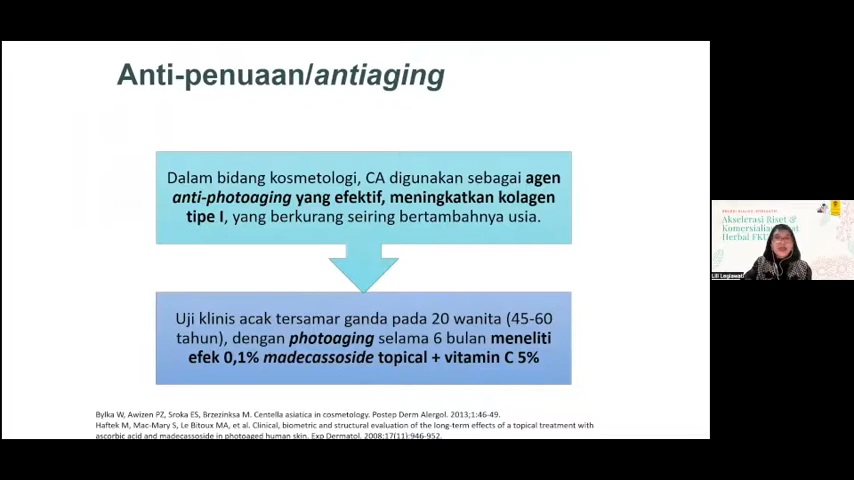 Anti-penuaan/antiaging
Dalam bidang kosmetologi, CA digunakan sebagai agen
anti-photoaging yang efektif, meningkatkan kolagen
tipe I, yang berkurang seiring bertambahnya usia.
Uji klinis acak tersamar ganda pada 20 wanita (45-60
tahun), dengan photoaging selama 6 bulan meneliti
efek 0,1% madecassoside topical + vitamin C 5%
Bylka W, Awizen PZ, Sroka ES, Brzezinksa M. Centella asiatica in cosmetology. Postep Derm Alergol. 2013;1:46-49.
Haftek M, Mac-Mary S, Le Bitoux MA, et al. Clinical, biometric and structural evaluation of the long-term effects of a topical treatment with
ascorbic acid and madecassoside in photoaged human skin. Exp Dermatol. 2008:17(11):946-952.
Akselerasi Riset &
Komersialis
Herbal FKU
Lili Legiawati